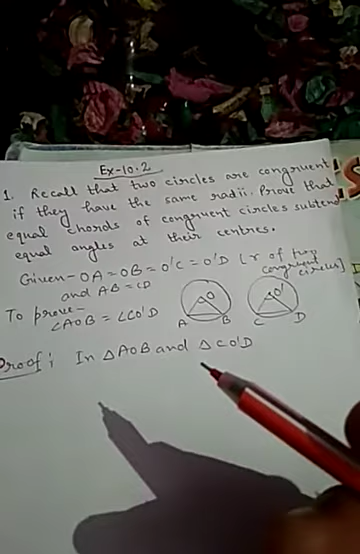 Ex-10.2
1. Recall that two circles are congruent
if they have the same radii. Prove that
equal chords of congruent circles subtend
equal angles at their centres.
Given- OA = OB = O'C = O'D [r of two
congruent
circles]
and AB = CD
To prove-
∠AOB = ∠CO'D
O O'
A B C D
Proof: In △AOB and △CO'D
S